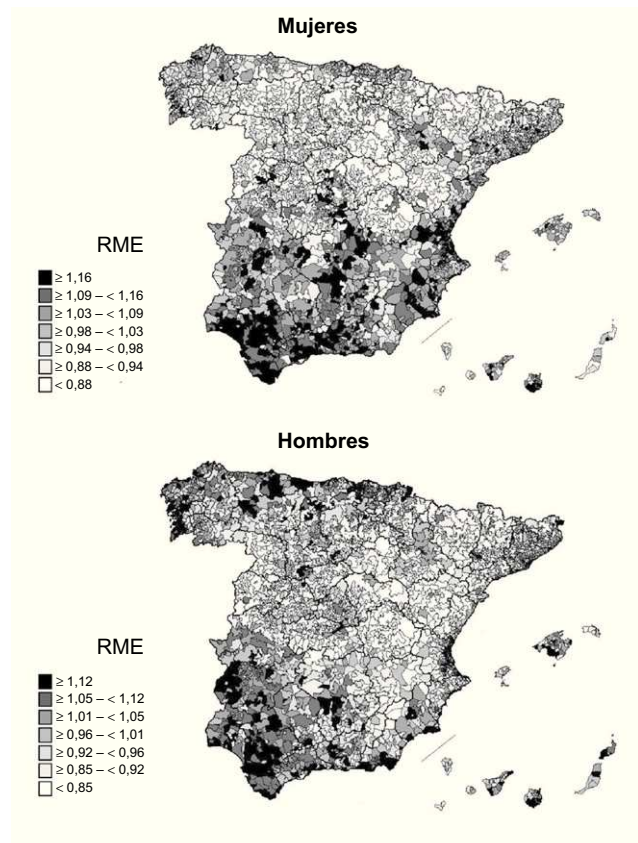 Mujeres
RME
≥ 1,16
≥ 1,09 – < 1,16
≥ 1,03 – < 1,09
≥ 0,98 – < 1,03
≥ 0,94 – < 0,98
≥ 0,88 – < 0,94
< 0,88
Hombres
RME
≥ 1,12
≥ 1,05 – < 1,12
≥ 1,01 – < 1,05
≥ 0,96 – < 1,01
≥ 0,92 – < 0,96
≥ 0,85 – < 0,92
< 0,85